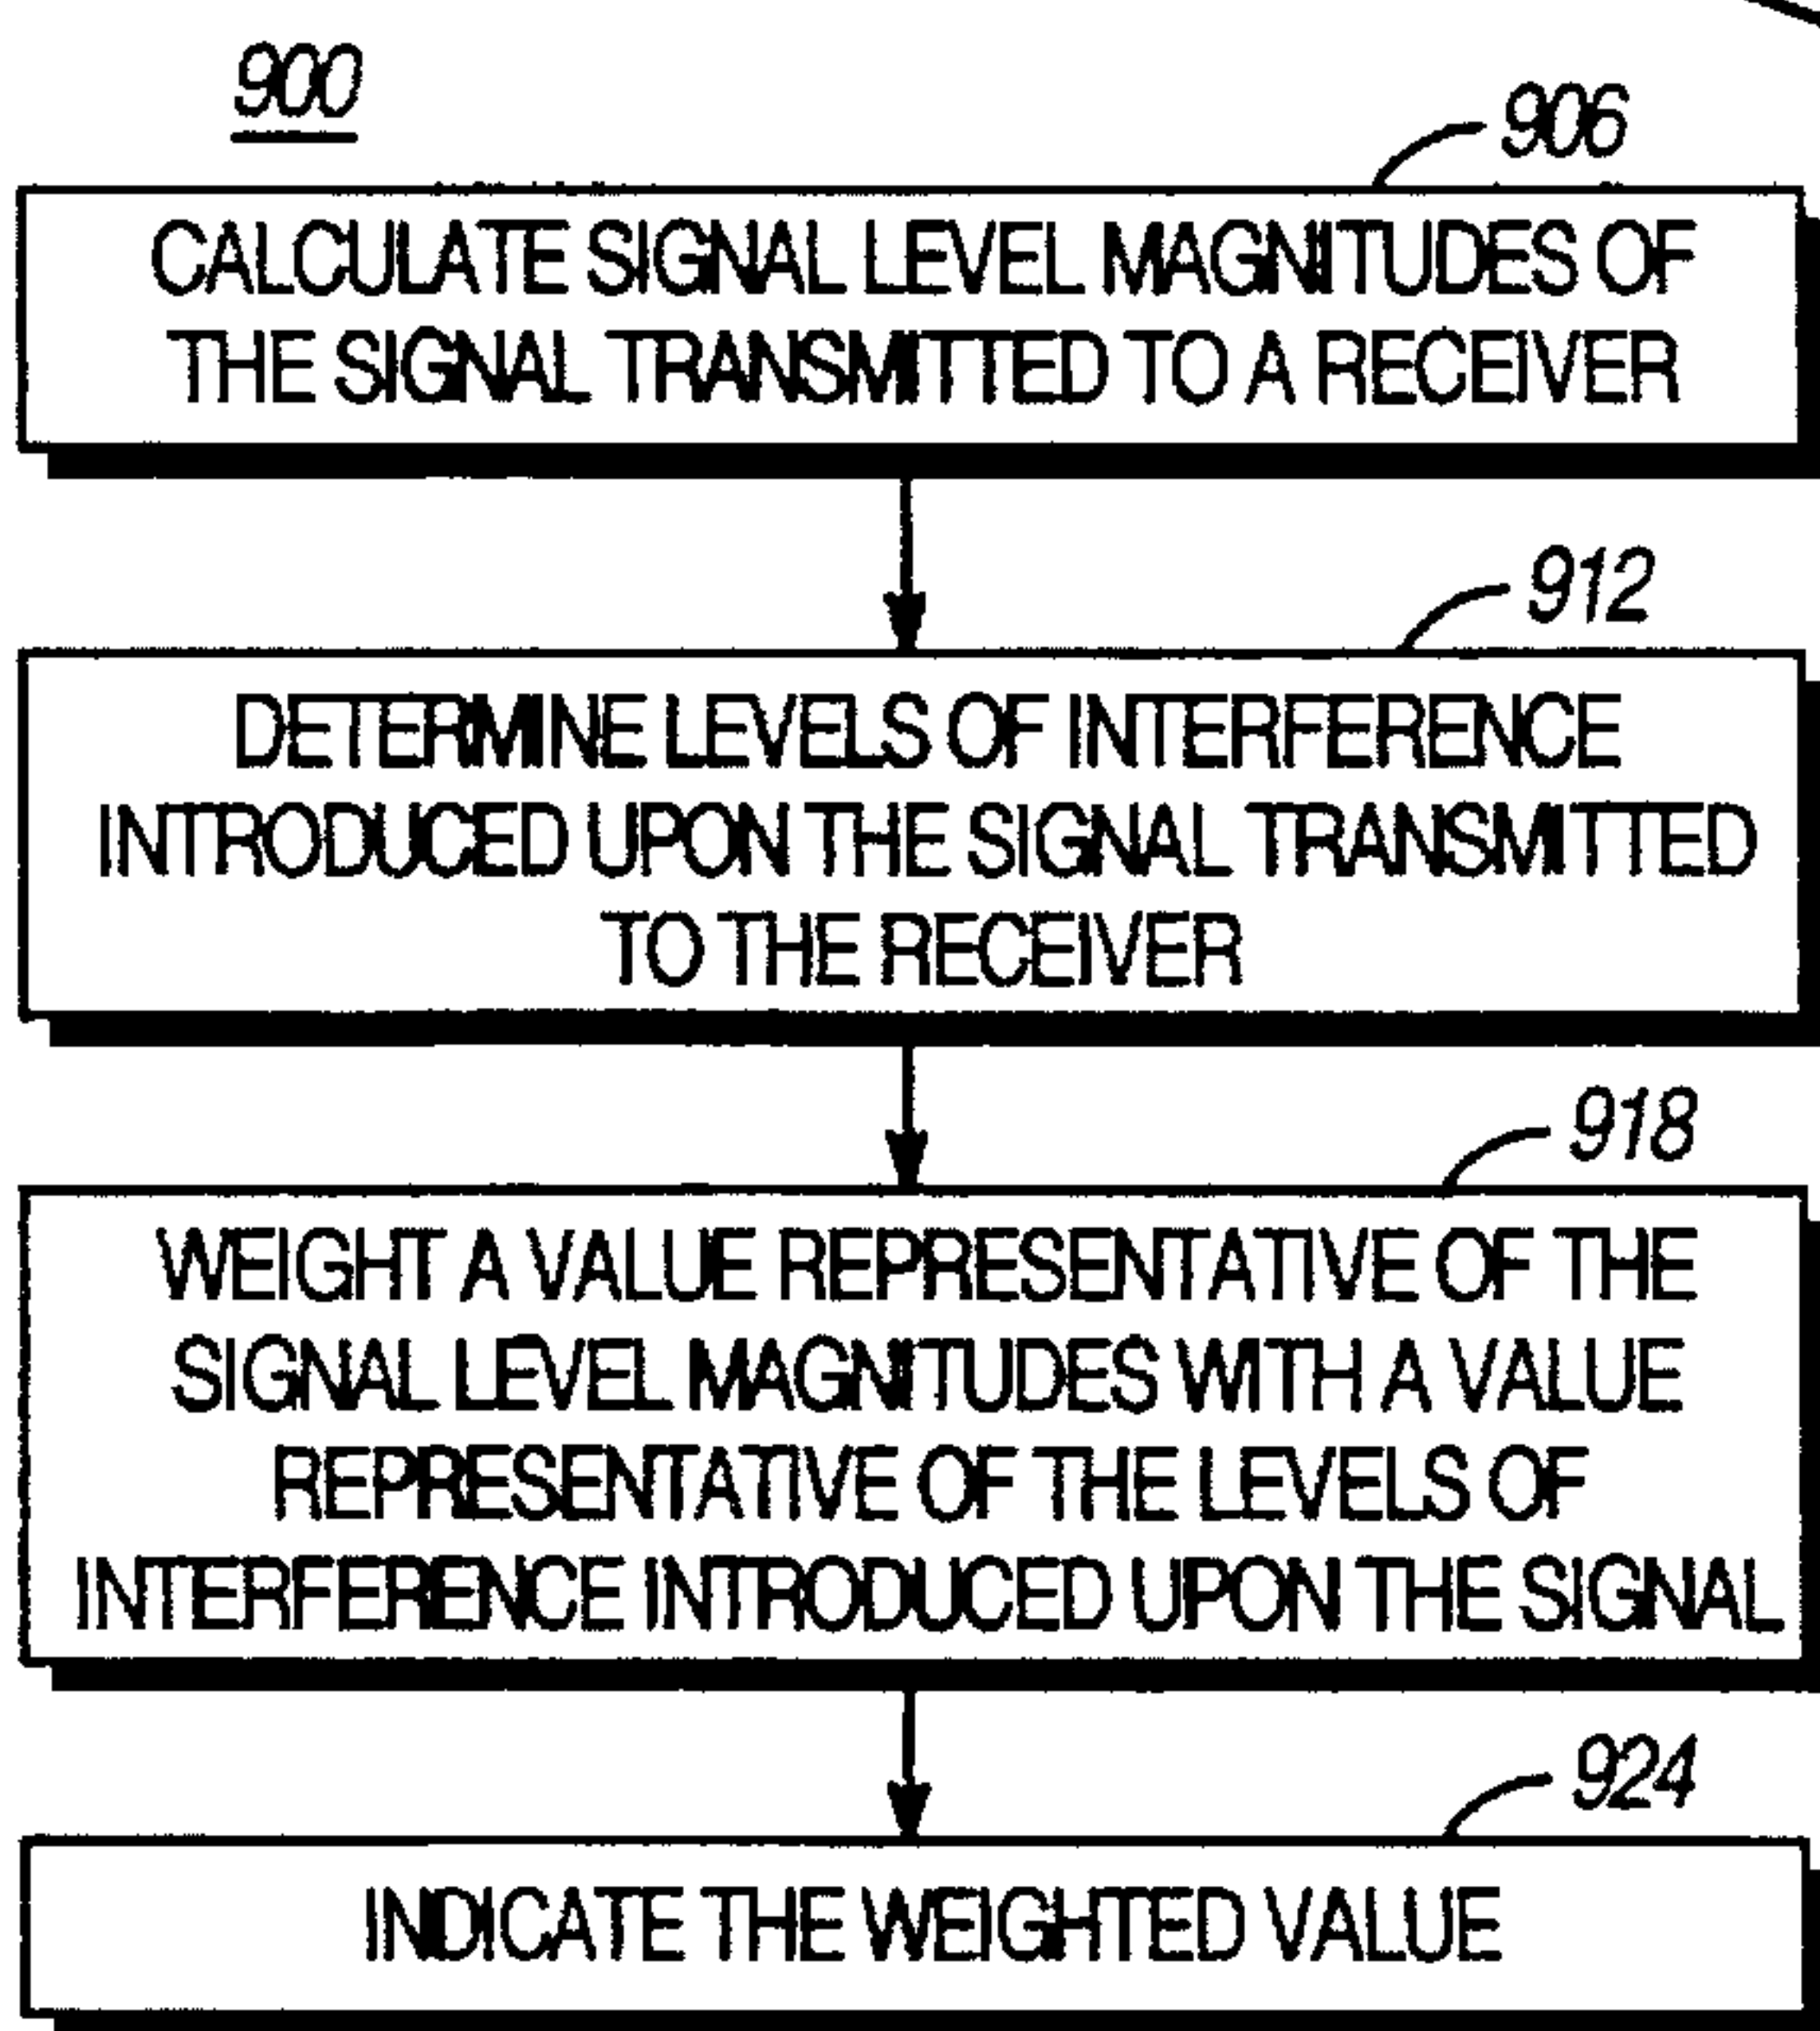 900
906
CALCULATE SIGNAL LEVEL MAGNITUDES OF
THE SIGNAL TRANSMITTED TO A RECEIVER
912
DETERMINE LEVELS OF INTERFERENCE
INTRODUCED UPON THE SIGNAL TRANSMITTED
TO THE RECEIVER
918
WEIGHT A VALUE REPRESENTATIVE OF THE
SIGNAL LEVEL MAGNITUDES WITH A VALUE
REPRESENTATIVE OF THE LEVELS OF
INTERFERENCE INTRODUCED UPON THE SIGNAL
924
INDICATE THE WEIGHTED VALUE